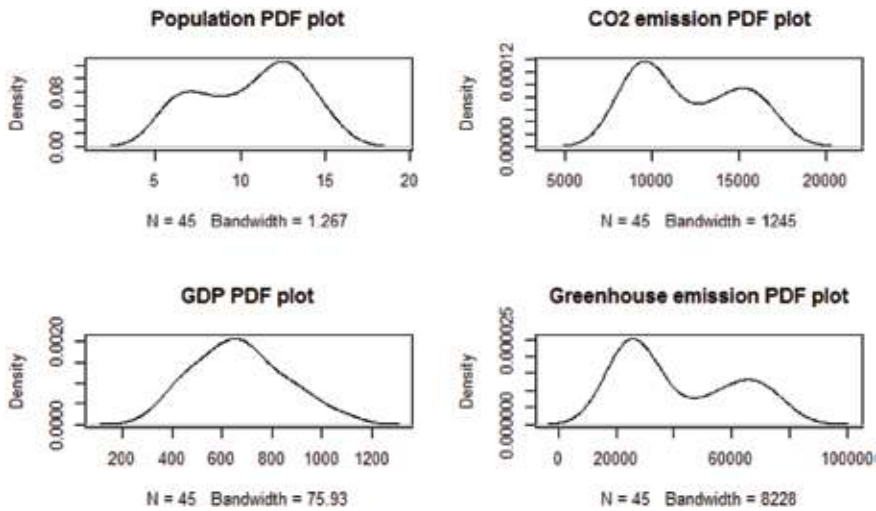 Population PDF plot
Density
0.00 0.08
5 10 15 20
N = 45 Bandwidth = 1.267
CO2 emission PDF plot
Density
0.00000 0.00012
5000 10000 15000 20000
N = 45 Bandwidth = 1245
GDP PDF plot
Density
0.0000 0.0020
200 400 600 800 1000 1200
N = 45 Bandwidth = 75.93
Greenhouse emission PDF plot
Density
0.000000 0.000025
0 20000 60000 100000
N = 45 Bandwidth = 8228